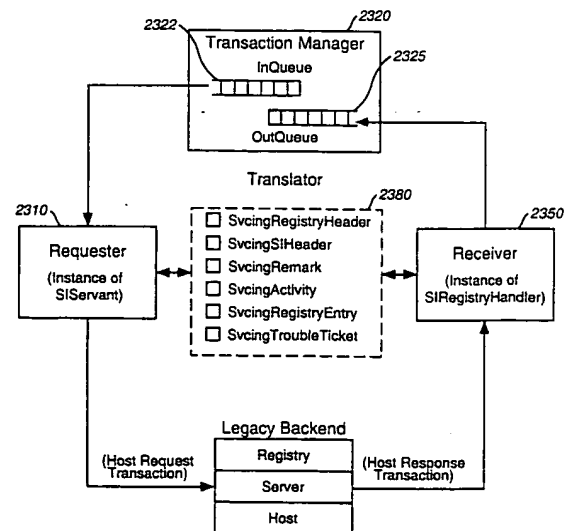 2320
2322
Transaction Manager
2325
InQueue
OutQueue
Translator
2310
2380
2350
Requester
(Instance of
SIServant)
SvcingRegistryHeader
SvcingSIHeader
SvcingRemark
SvcingActivity
SvcingRegistryEntry
SvcingTroubleTicket
Receiver
(Instance of
SIRegistryHandler)
Legacy Backend
(Host Request
Transaction)
Registry
Server
Host
(Host Response
Transaction)